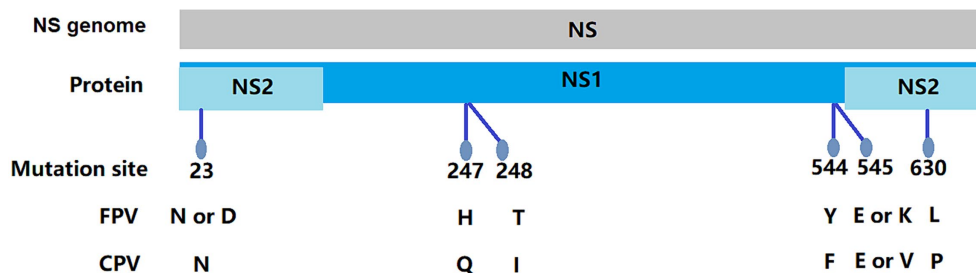 NS genome NS
Protein NS2 NS1 NS2
Mutation site 23 247 248 544 545 630
FPV N or D H T Y E or K L
CPV N Q I F E or V P